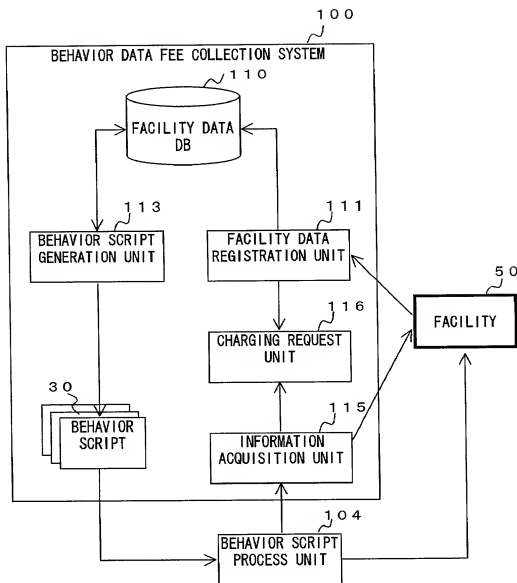 100
BEHAVIOR DATA FEE COLLECTION SYSTEM
110
FACILITY DATA
DB
113
BEHAVIOR SCRIPT
GENERATION UNIT
111
FACILITY DATA
REGISTRATION UNIT
50
FACILITY
116
CHARGING REQUEST
UNIT
30
BEHAVIOR
SCRIPT
115
INFORMATION
ACQUISITION UNIT
104
BEHAVIOR SCRIPT
PROCESS UNIT